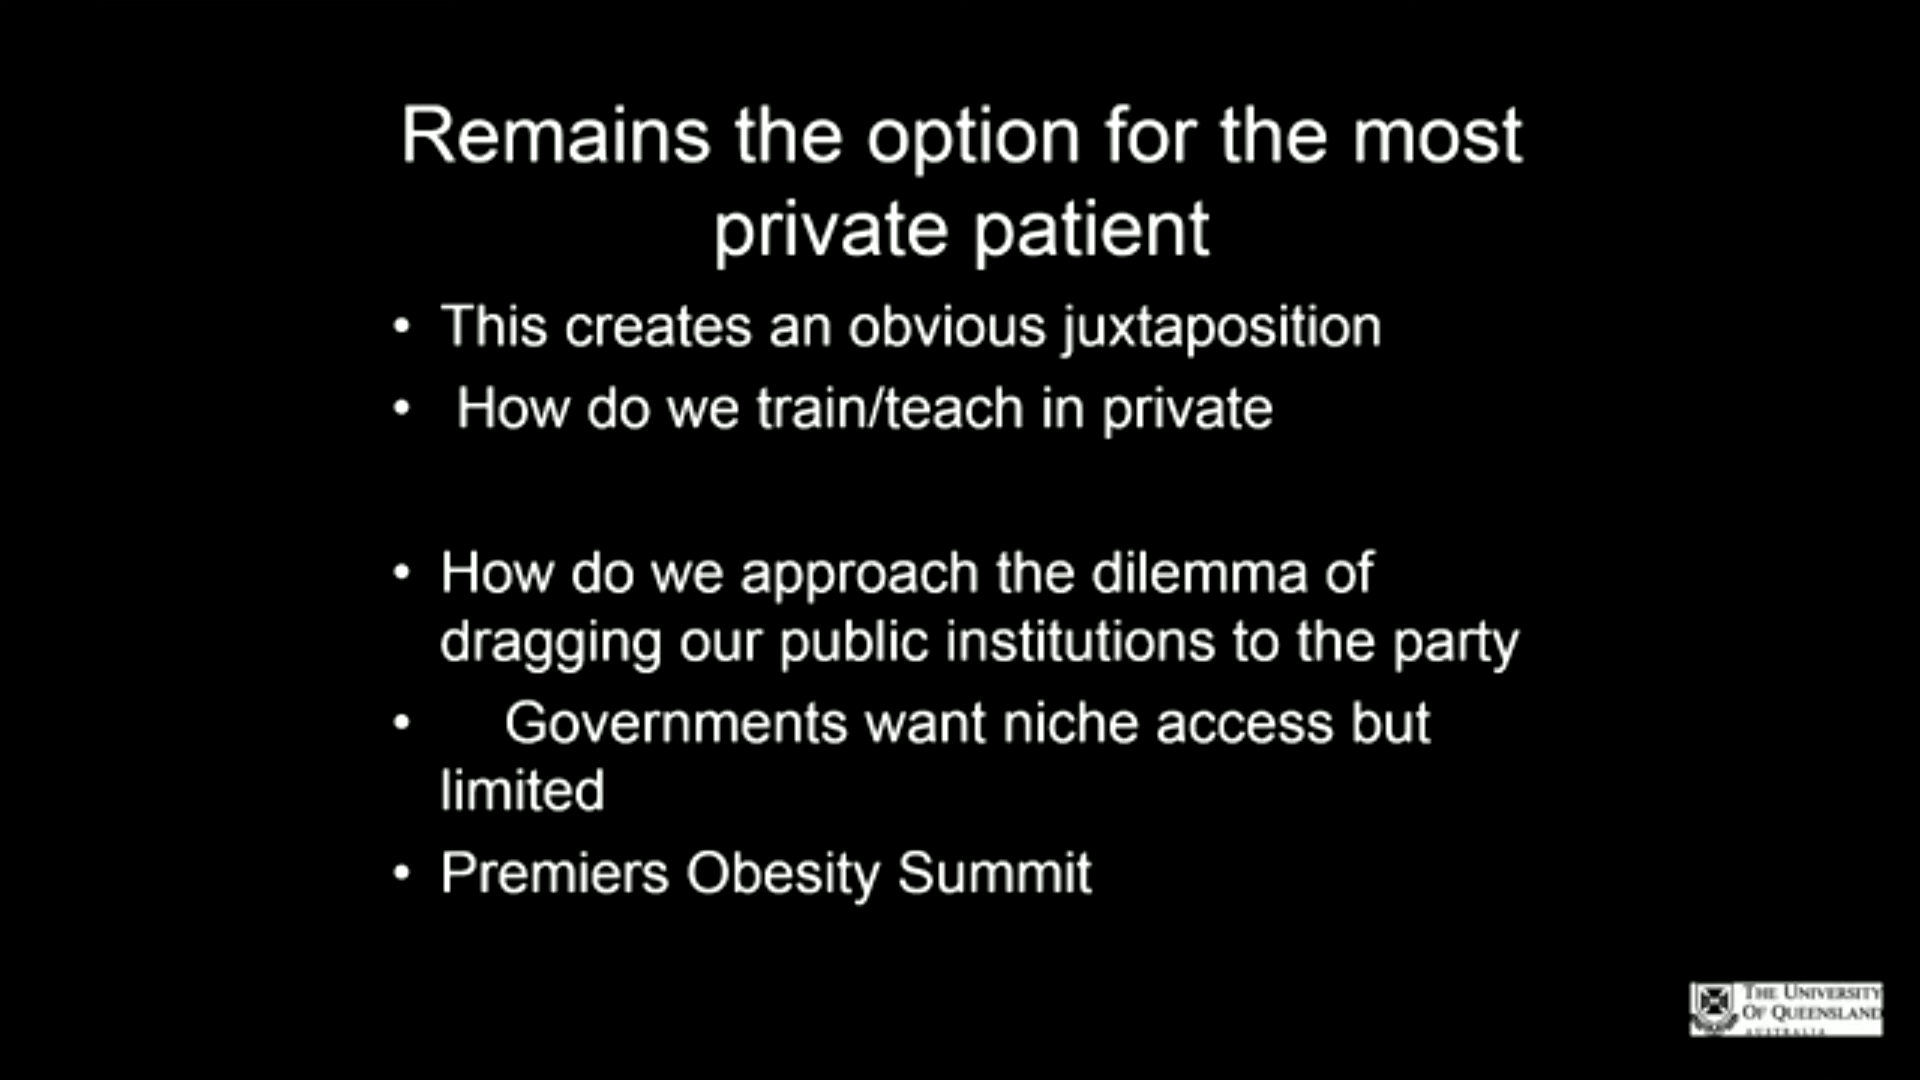 Remains the option for the most
private patient
• This creates an obvious juxtaposition
• How do we train/teach in private
• How do we approach the dilemma of
dragging our public institutions to the party
• Governments want niche access but
limited
• Premiers Obesity Summit
THE UNIVERSITY
OF QUEENSLAND
AUSTRALIA